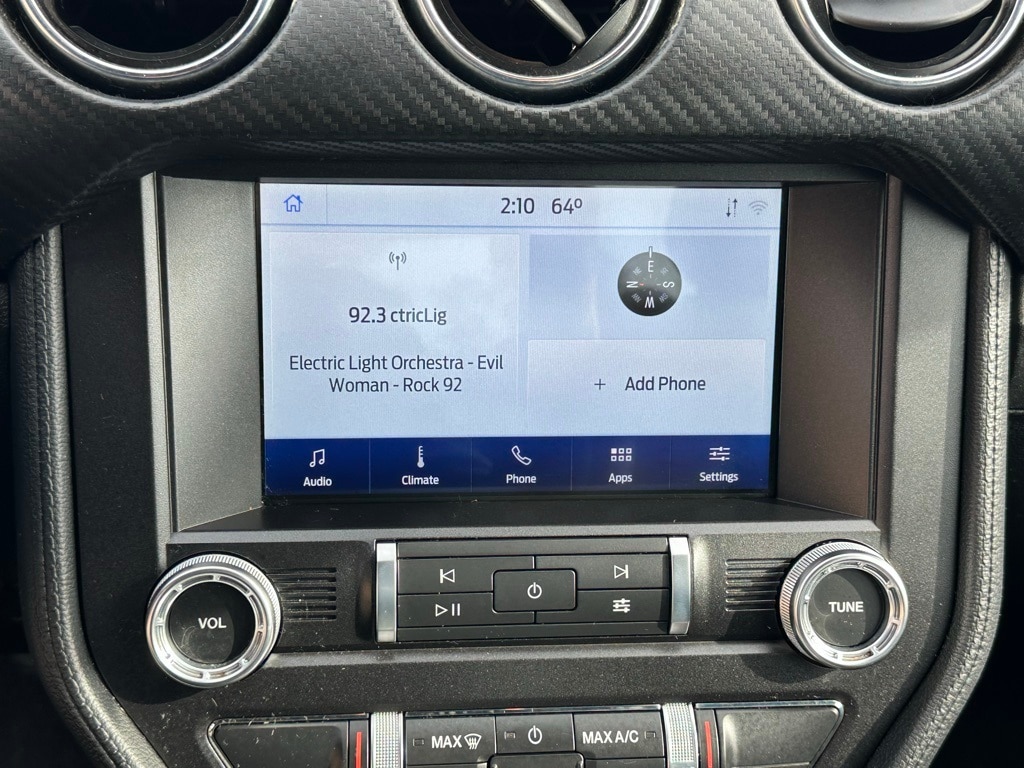 2:10 64°
92.3 ctricLig
Electric Light Orchestra - Evil
Woman - Rock 92
E
N
S
W
+ Add Phone
Audio
Climate
Phone
Apps
Settings
VOL
TUNE
MAX
MAX A/C